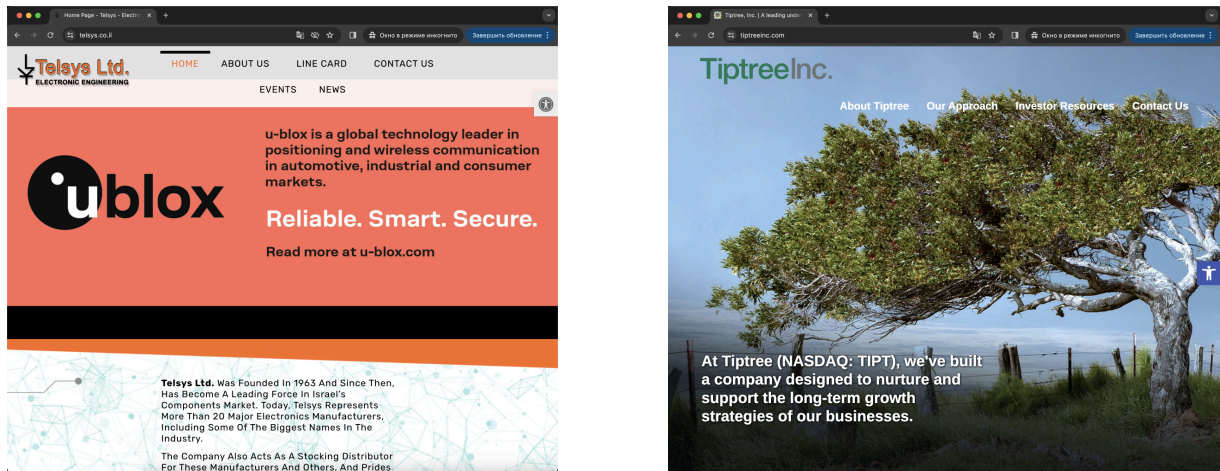 Home Page - Telsys - Electro
telsys.co.il
Окно в режиме инкогнито
Завершить обновление
Telsys Ltd.
ELECTRONIC ENGINEERING
HOME
ABOUT US
LINE CARD
CONTACT US
EVENTS
NEWS
ublox
u-blox is a global technology leader in
positioning and wireless communication
in automotive, industrial and consumer
markets.
Reliable. Smart. Secure.
Read more at u-blox.com
Telsys Ltd. Was Founded In 1963 And Since Then,
Has Become A Leading Force In Israel's
Components Market. Today, Telsys Represents
More Than 20 Major Electronics Manufacturers,
Including Some Of The Biggest Names In The
Industry.
The Company Also Acts As A Stocking Distributor
For These Manufacturers And Others, And Prides
Tiptree, Inc. | A leading unde
tiptreeinc.com
Окно в режиме инкогнито
Завершить обновление
TiptreeInc.
About Tiptree
Our Approach
Investor Resources
Contact Us
At Tiptree (NASDAQ: TIPT), we've built
a company designed to nurture and
support the long-term growth
strategies of our businesses.